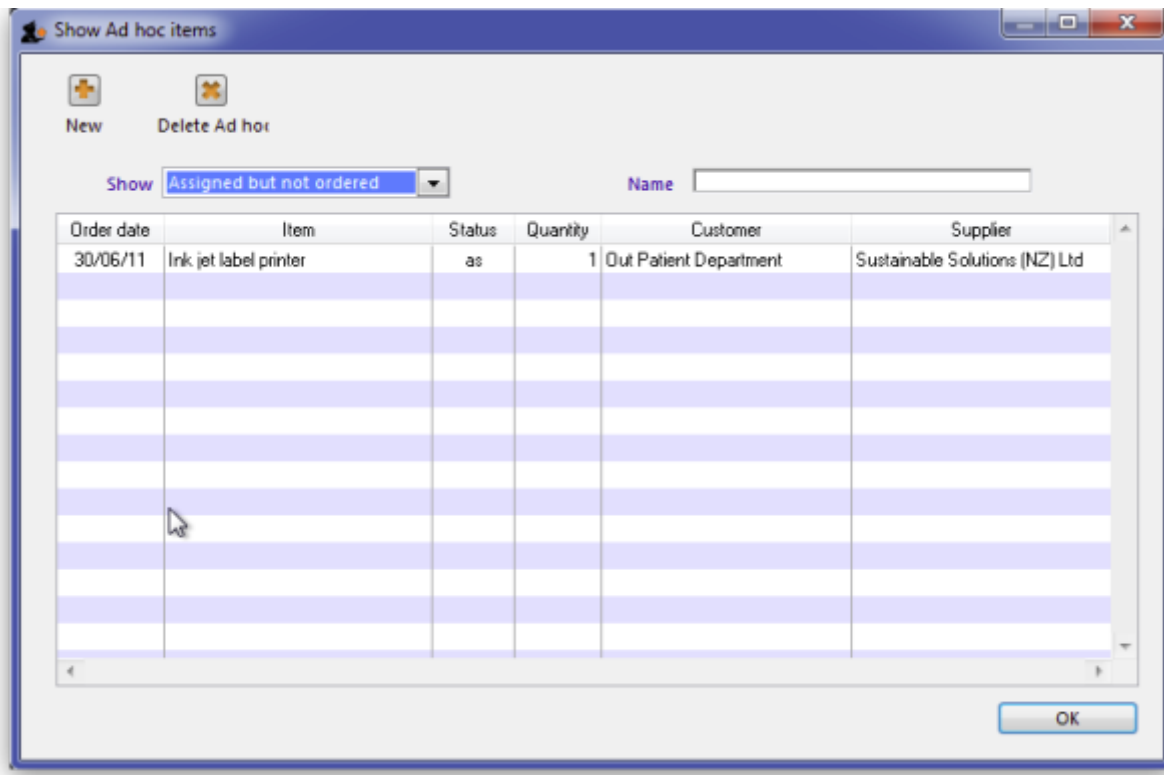 Show Ad hoc items
New Delete Ad hoc
Show Assigned but not ordered Name
Order date Item Status Quantity Customer Supplier
30/06/11 Ink jet label printer as 1 Out Patient Department Sustainable Solutions (NZ) Ltd
OK